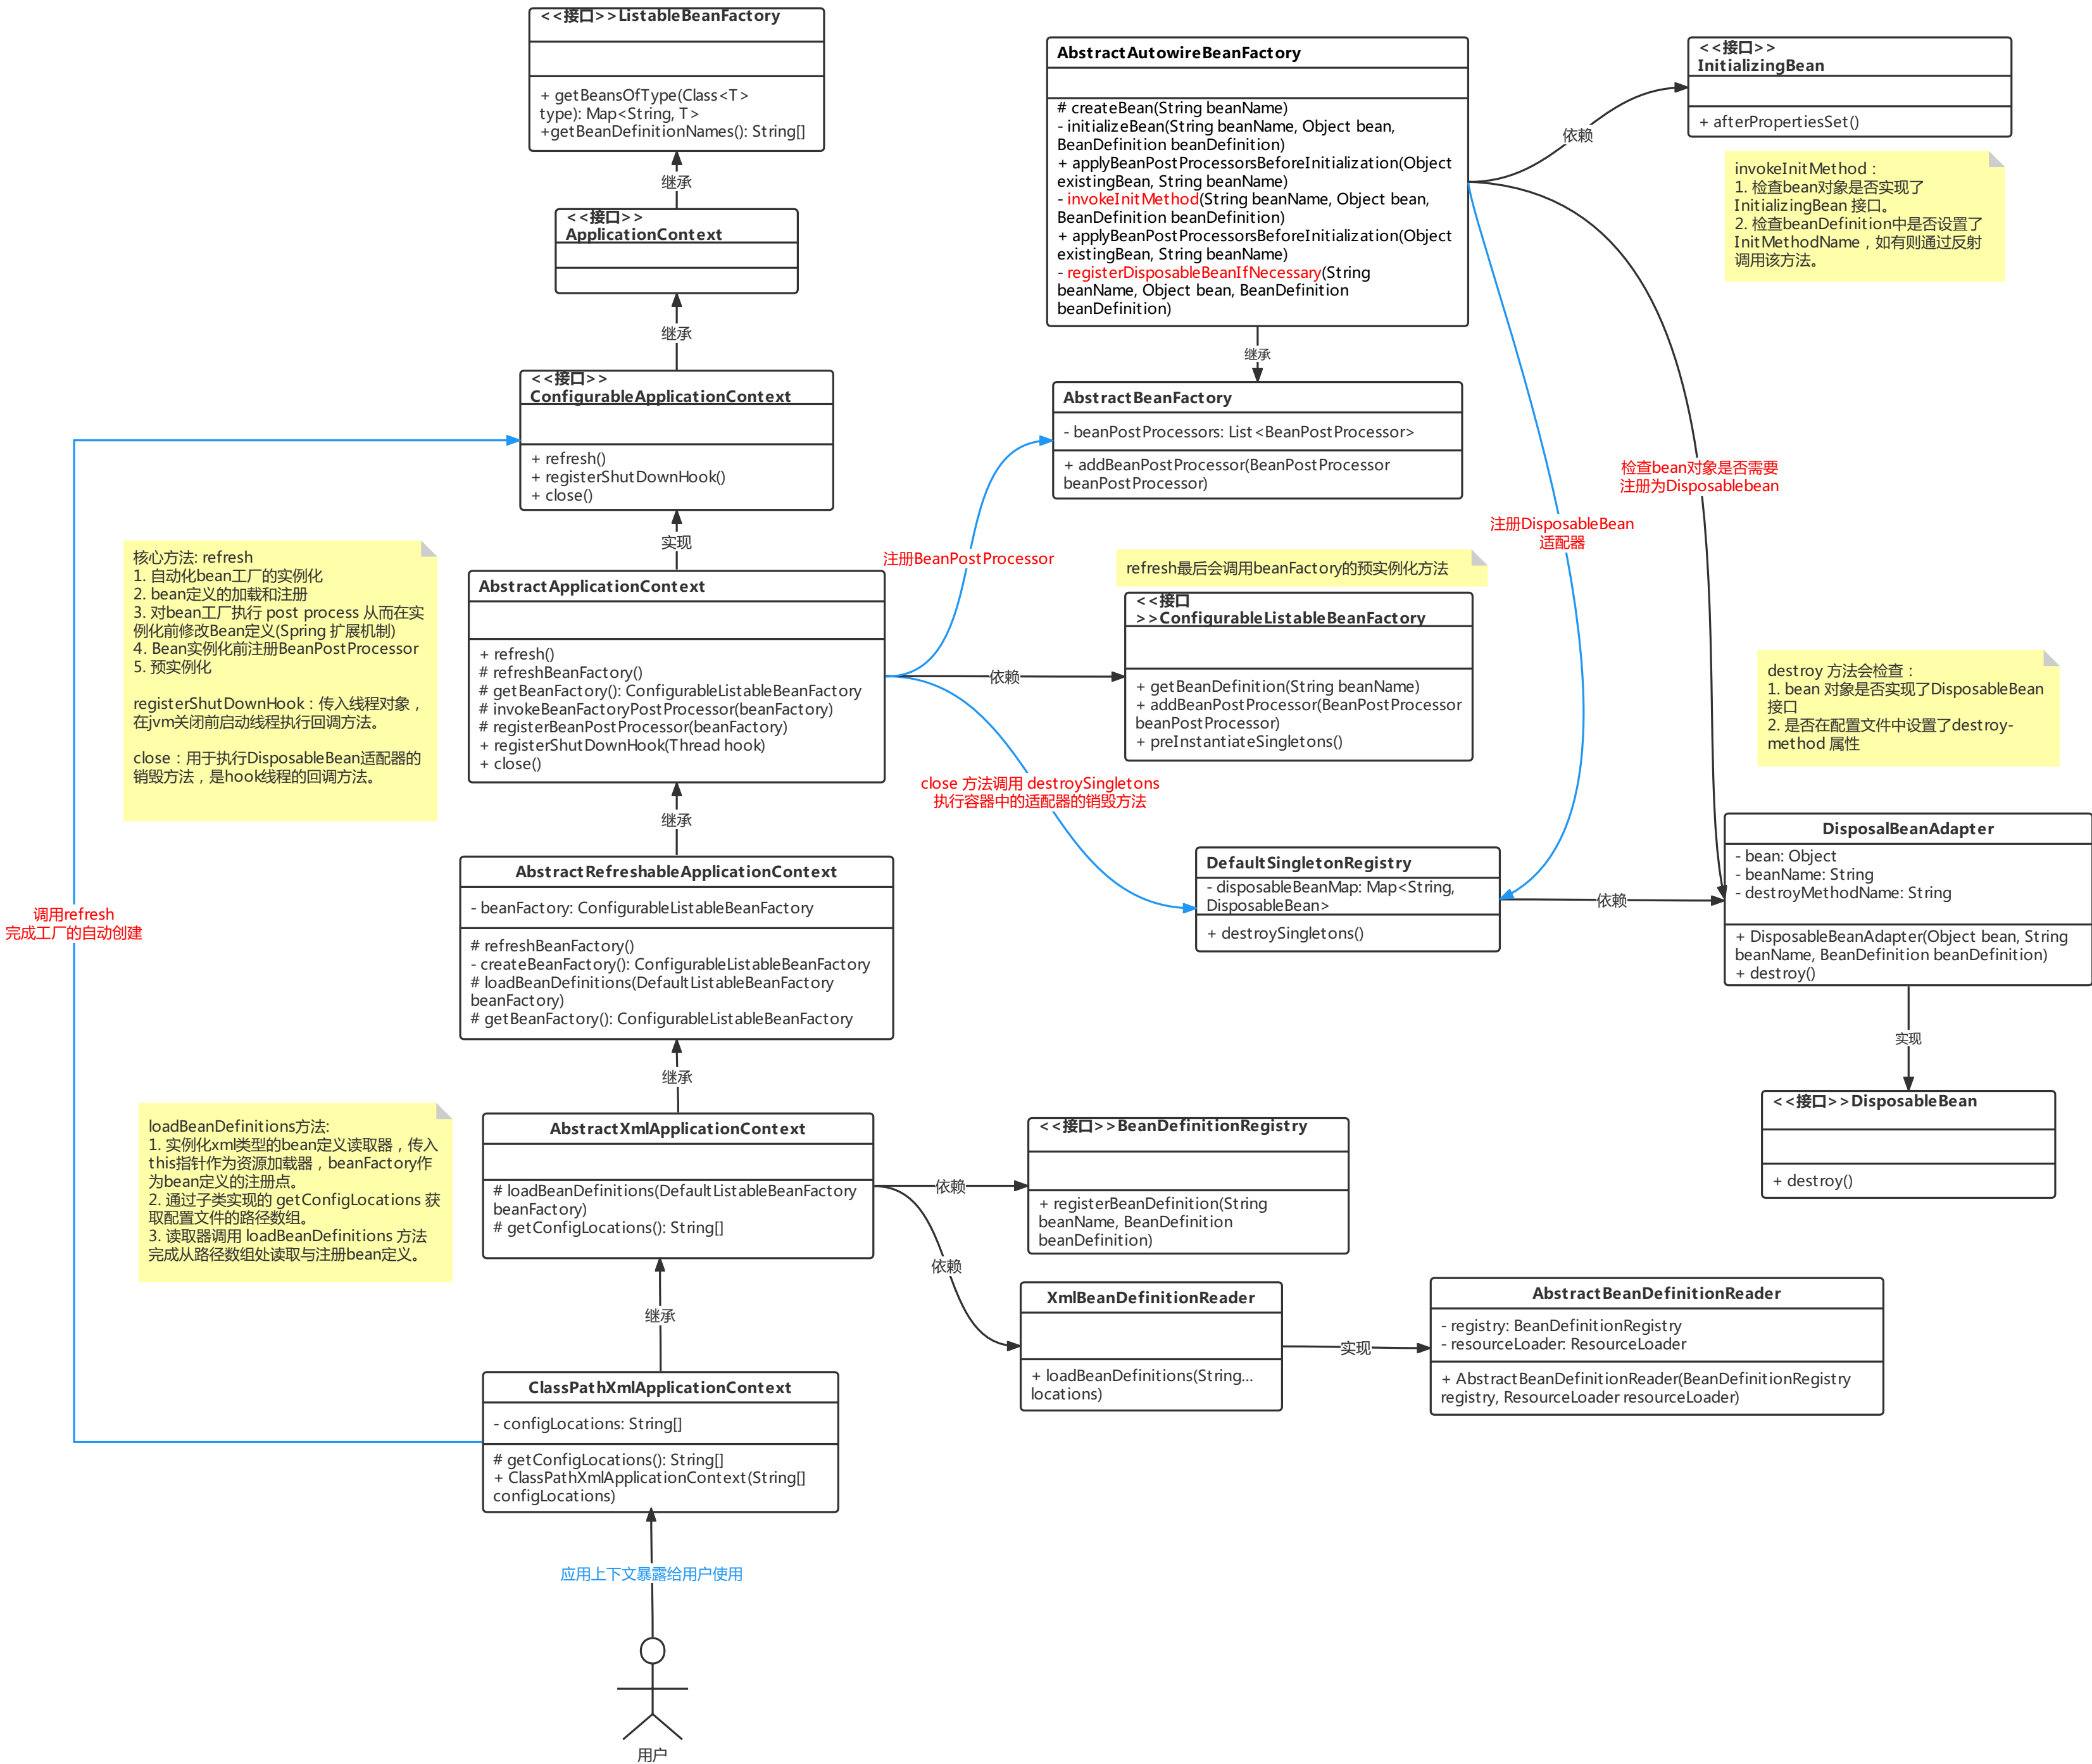 <<接口>>ListableBeanFactory
+ getBeansOfType(Class<T>
type): Map<String, T>
+getBeanDefinitionNames(): String[]
继承
<<接口>>
ApplicationContext
继承
<<接口>>
ConfigurableApplicationContext
+ refresh()
+ registerShutDownHook()
+ close()
实现
AbstractApplicationContext
+ refresh()
# refreshBeanFactory()
# getBeanFactory(): ConfigurableListableBeanFactory
# invokeBeanFactoryPostProcessor(beanFactory)
# registerBeanPostProcessor(beanFactory)
+ registerShutDownHook(Thread hook)
+ close()
继承
AbstractRefreshableApplicationContext
- beanFactory: ConfigurableListableBeanFactory
# refreshBeanFactory()
- createBeanFactory(): ConfigurableListableBeanFactory
# loadBeanDefinitions(DefaultListableBeanFactory
beanFactory)
# getBeanFactory(): ConfigurableListableBeanFactory
继承
AbstractXmlApplicationContext
# loadBeanDefinitions(DefaultListableBeanFactory
beanFactory)
# getConfigLocations(): String[]
继承
ClassPathXmlApplicationContext
- configLocations: String[]
# getConfigLocations(): String[]
+ ClassPathXmlApplicationContext(String[]
configLocations)
应用上下文暴露给用户使用
用户
核心方法: refresh
1. 自动化bean工厂的实例化
2. bean定义的加载和注册
3. 对bean工厂执行 post process 从而在实
例化前修改Bean定义(Spring 扩展机制)
4. Bean实例化前注册BeanPostProcessor
5. 预实例化
registerShutDownHook：传入线程对象，
在jvm关闭前启动线程执行回调方法。
close：用于执行DisposableBean适配器的
销毁方法，是hook线程的回调方法。
调用refresh
完成工厂的自动创建
loadBeanDefinitions方法:
1. 实例化xml类型的bean定义读取器，传入
this指针作为资源加载器，beanFactory作
为bean定义的注册点。
2. 通过子类实现的 getConfigLocations 获
取配置文件的路径数组。
3. 读取器调用 loadBeanDefinitions 方法
完成从路径数组处读取与注册bean定义。
AbstractAutowireBeanFactory
# createBean(String beanName)
- initializeBean(String beanName, Object bean,
BeanDefinition beanDefinition)
+ applyBeanPostProcessorsBeforeInitialization(Object
existingBean, String beanName)
- invokeInitMethod(String beanName, Object bean,
BeanDefinition beanDefinition)
+ applyBeanPostProcessorsBeforeInitialization(Object
existingBean, String beanName)
- registerDisposableBeanIfNecessary(String
beanName, Object bean, BeanDefinition
beanDefinition)
继承
AbstractBeanFactory
- beanPostProcessors: List<BeanPostProcessor>
+ addBeanPostProcessor(BeanPostProcessor
beanPostProcessor)
注册BeanPostProcessor
refresh最后会调用beanFactory的预实例化方法
<<接口
>>ConfigurableListableBeanFactory
+ getBeanDefinition(String beanName)
+ addBeanPostProcessor(BeanPostProcessor
beanPostProcessor)
+ preInstantiateSingletons()
依赖
close 方法调用 destroySingletons
执行容器中的适配器的销毁方法
DefaultSingletonRegistry
- disposableBeanMap: Map<String,
DisposableBean>
+ destroySingletons()
依赖
<<接口>>BeanDefinitionRegistry
+ registerBeanDefinition(String
beanName, BeanDefinition
beanDefinition)
依赖
依赖
XmlBeanDefinitionReader
+ loadBeanDefinitions(String...
locations)
实现
AbstractBeanDefinitionReader
- registry: BeanDefinitionRegistry
- resourceLoader: ResourceLoader
+ AbstractBeanDefinitionReader(BeanDefinitionRegistry
registry, ResourceLoader resourceLoader)
依赖
<<接口>>
InitializingBean
+ afterPropertiesSet()
invokeInitMethod：
1. 检查bean对象是否实现了
InitializingBean 接口。
2. 检查beanDefinition中是否设置了
InitMethodName，如有则通过反射
调用该方法。
检查bean对象是否需要
注册为Disposablebean
注册DisposableBean
适配器
destroy 方法会检查：
1. bean 对象是否实现了DisposableBean
接口
2. 是否在配置文件中设置了destroy-
method 属性
DisposalBeanAdapter
- bean: Object
- beanName: String
- destroyMethodName: String
+ DisposableBeanAdapter(Object bean, String
beanName, BeanDefinition beanDefinition)
+ destroy()
实现
<<接口>>DisposableBean
+ destroy()